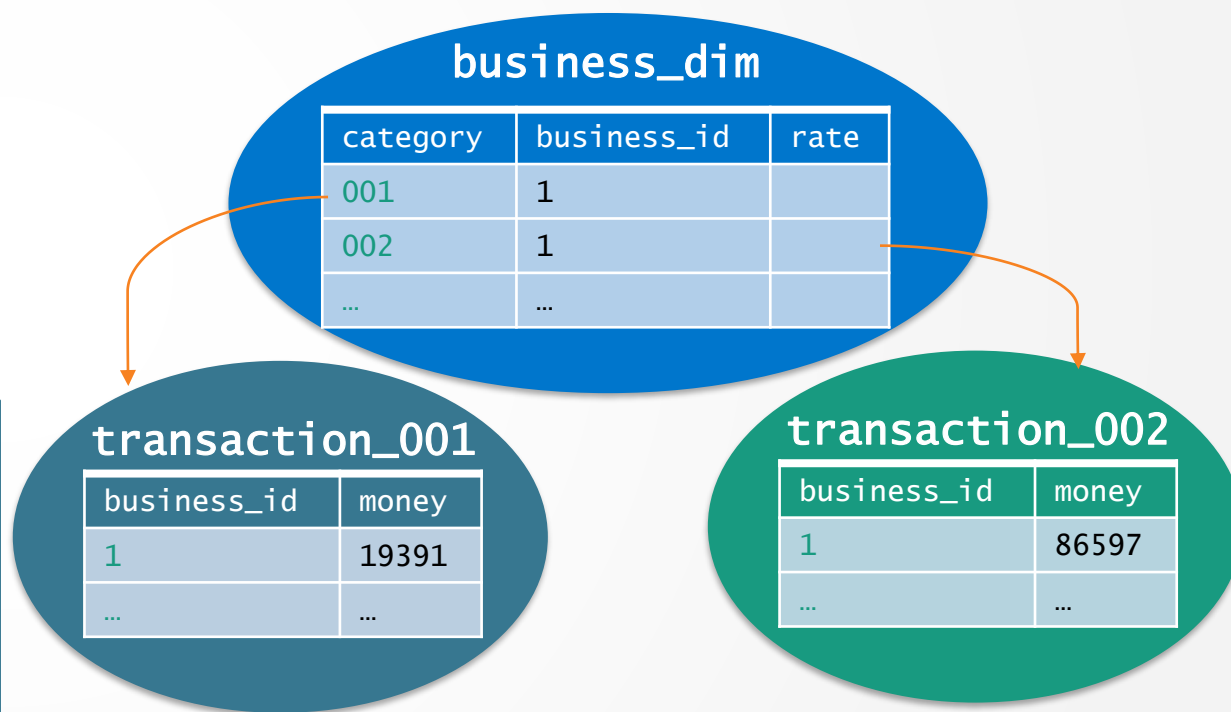 business_dim
category business_id rate
001 1
002 1
… …
transaction_001
business_id money
1 19391
… …
transaction_002
business_id money
1 86597
… …